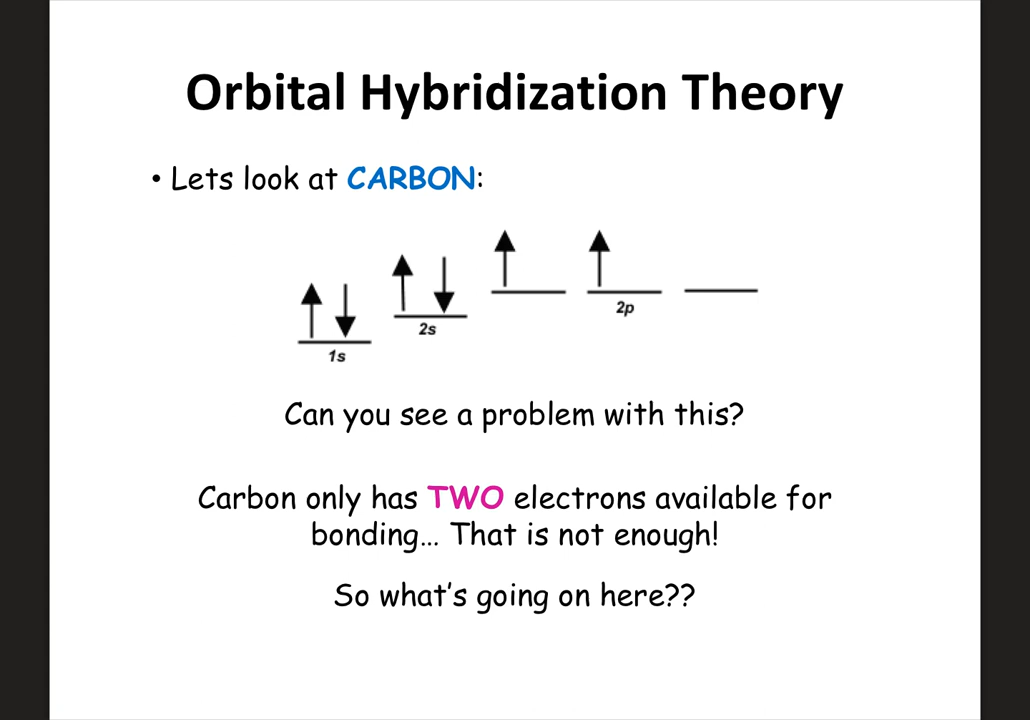 Orbital Hybridization Theory
• Lets look at CARBON:
1s
2s
2p
Can you see a problem with this?
Carbon only has TWO electrons available for
bonding… That is not enough!
So what's going on here??